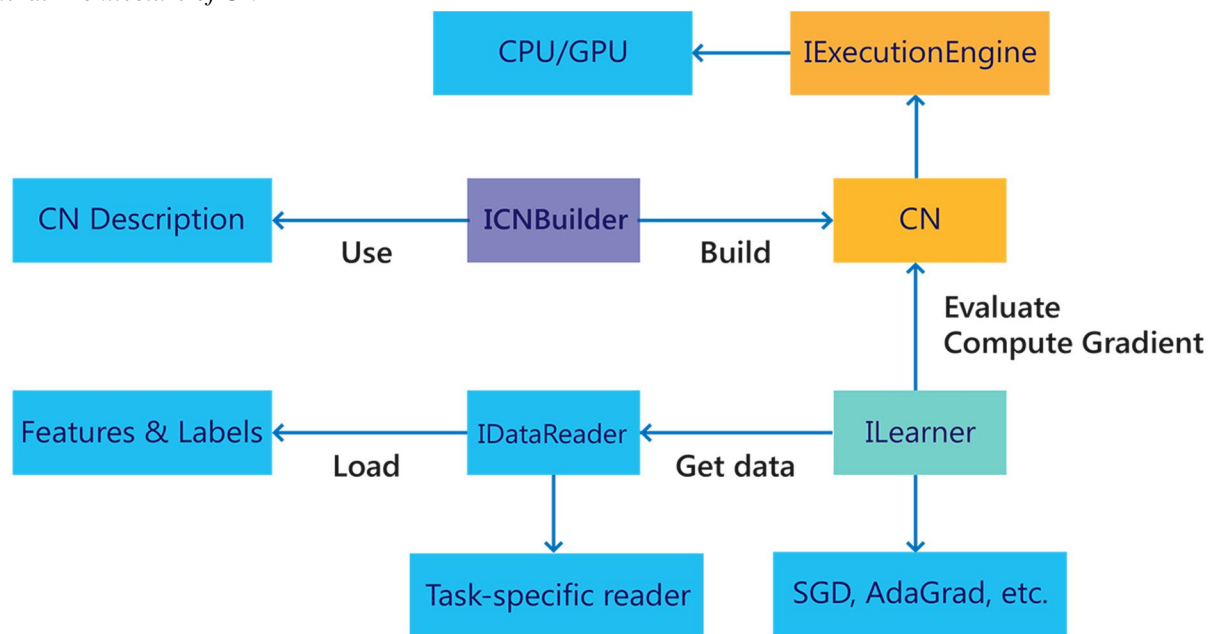 CPU/GPU
IExecutionEngine
CN Description
ICNBuilder
CN
Use
Build
Evaluate
Compute Gradient
Features & Labels
IDataReader
ILearner
Load
Get data
Task-specific reader
SGD, AdaGrad, etc.